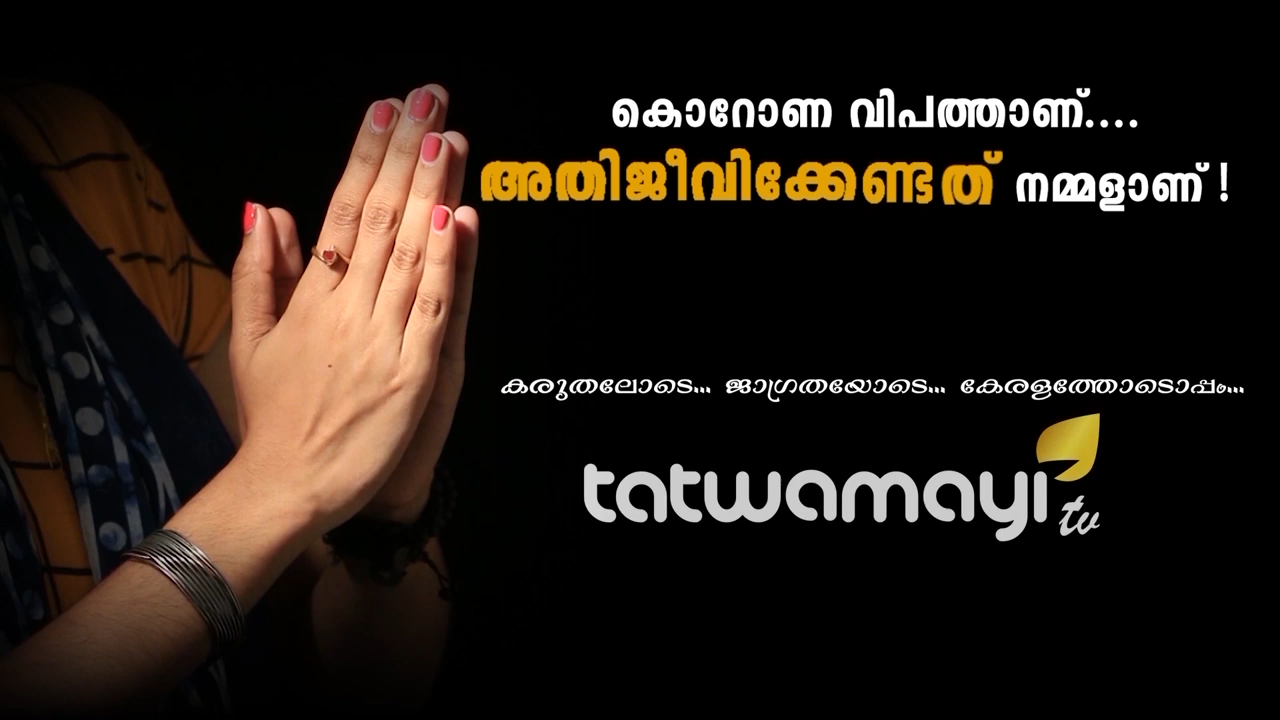 കൊറോണ വിപത്താണ്....
അതിജീവിക്കേണ്ടത് നമ്മളാണ് !
കരുതലോടെ... ജാഗ്രതയോടെ... കേരളത്തോടൊപ്പം...
tatwamayi
tv